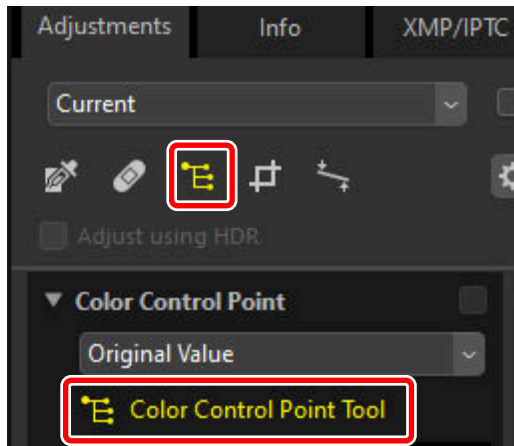 Adjustments Info XMP/IPTC
Current
Adjust using HDR
Color Control Point
Original Value
Color Control Point Tool